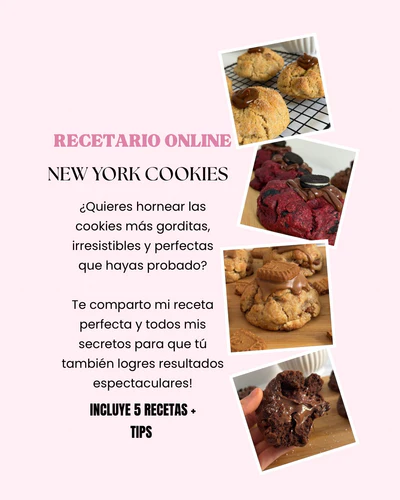 RECETARIO ONLINE
NEW YORK COOKIES
¿Quieres hornear las
cookies más gorditas,
irresistibles y perfectas
que hayas probado?
Te comparto mi receta
perfecta y todos mis
secretos para que tú
también logres resultados
espectaculares!
INCLUYE 5 RECETAS +
TIPS